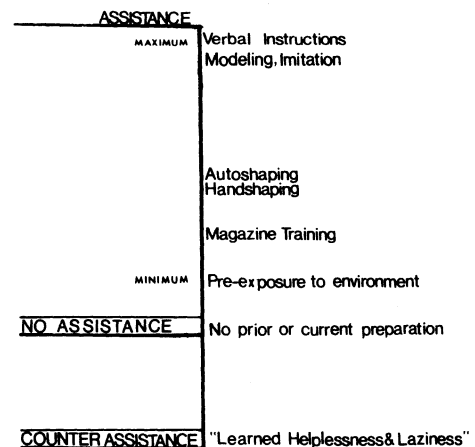 ASSISTANCE
MAXIMUM Verbal Instructions
Modeling, Imitation
Autoshaping
Handshaping
Magazine Training
MINIMUM Pre-exposure to environment
NO ASSISTANCE No prior or current preparation
COUNTER ASSISTANCE "Learned Helplessness & Laziness"